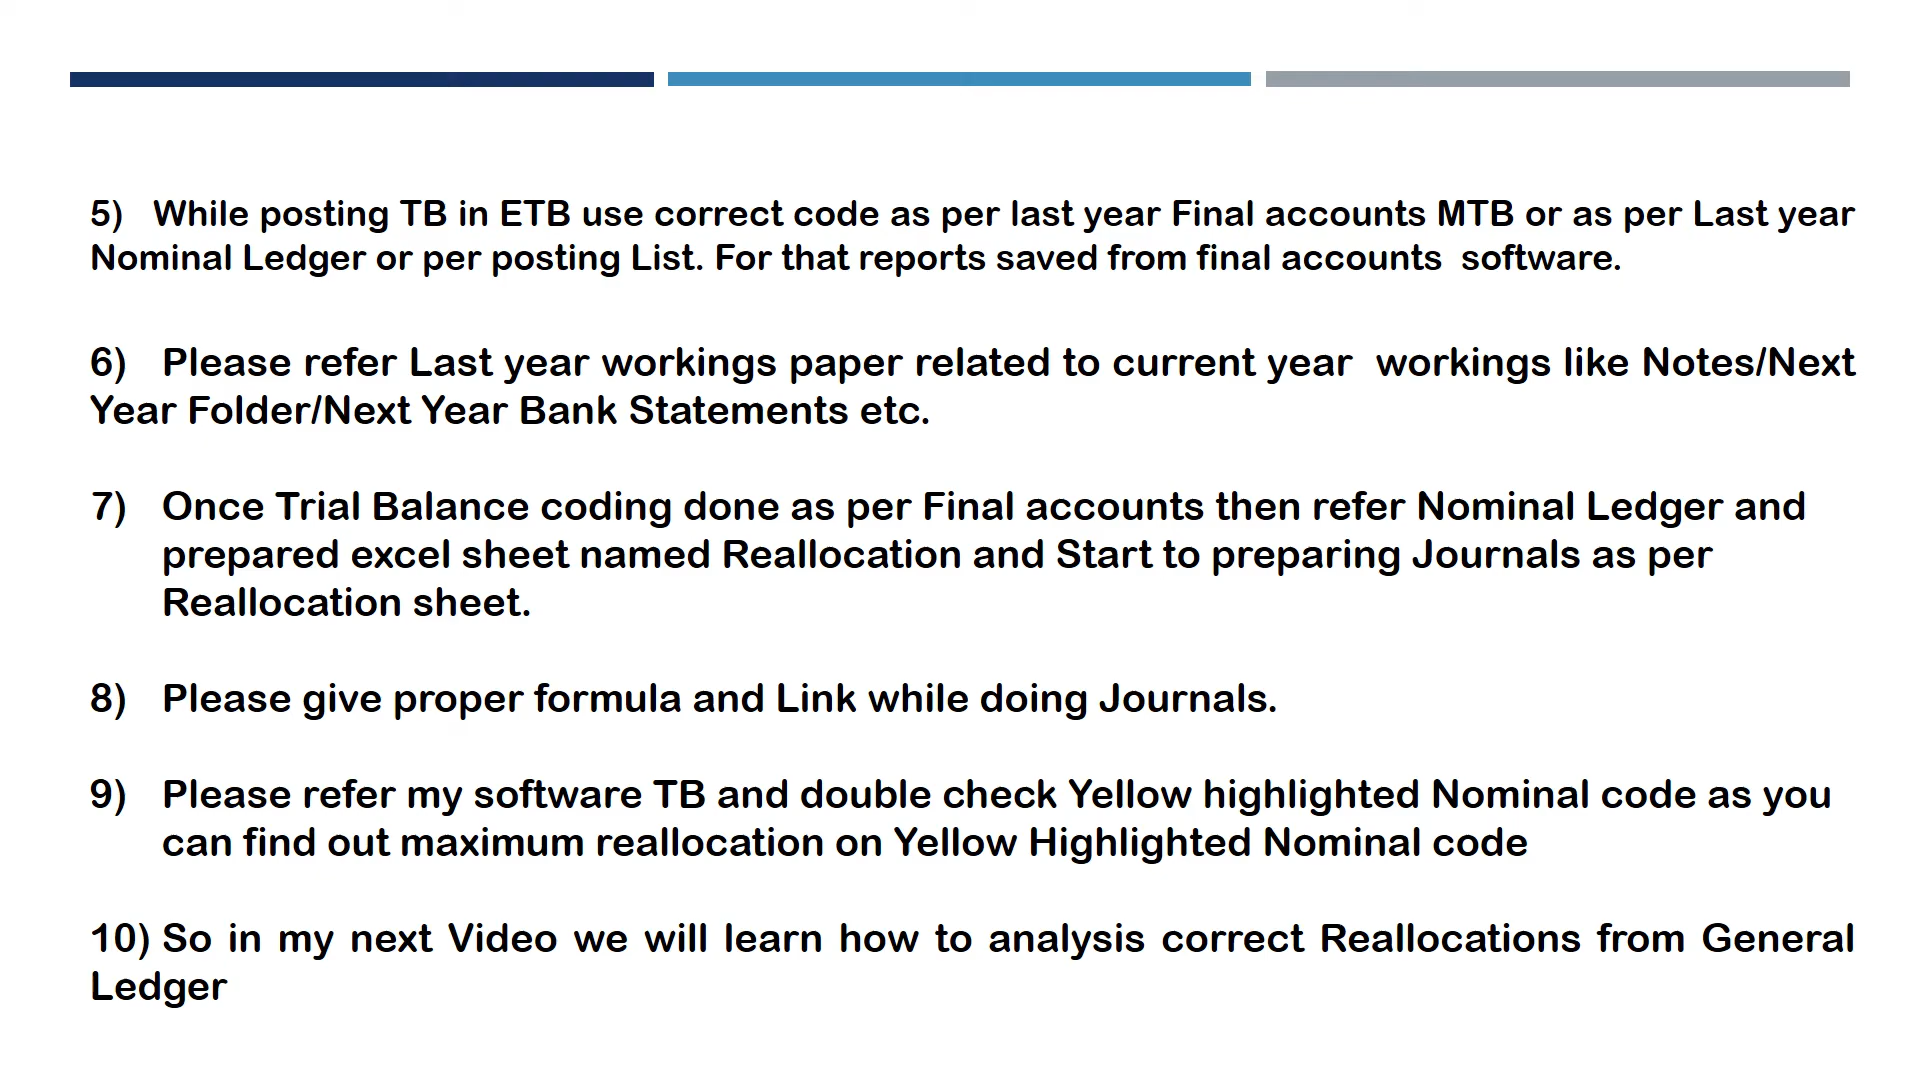 5) While posting TB in ETB use correct code as per last year Final accounts MTB or as per Last year
Nominal Ledger or per posting List. For that reports saved from final accounts software.
6) Please refer Last year workings paper related to current year workings like Notes/Next
Year Folder/Next Year Bank Statements etc.
7) Once Trial Balance coding done as per Final accounts then refer Nominal Ledger and
prepared excel sheet named Reallocation and Start to preparing Journals as per
Reallocation sheet.
8) Please give proper formula and Link while doing Journals.
9) Please refer my software TB and double check Yellow highlighted Nominal code as you
can find out maximum reallocation on Yellow Highlighted Nominal code
10) So in my next Video we will learn how to analysis correct Reallocations from General
Ledger